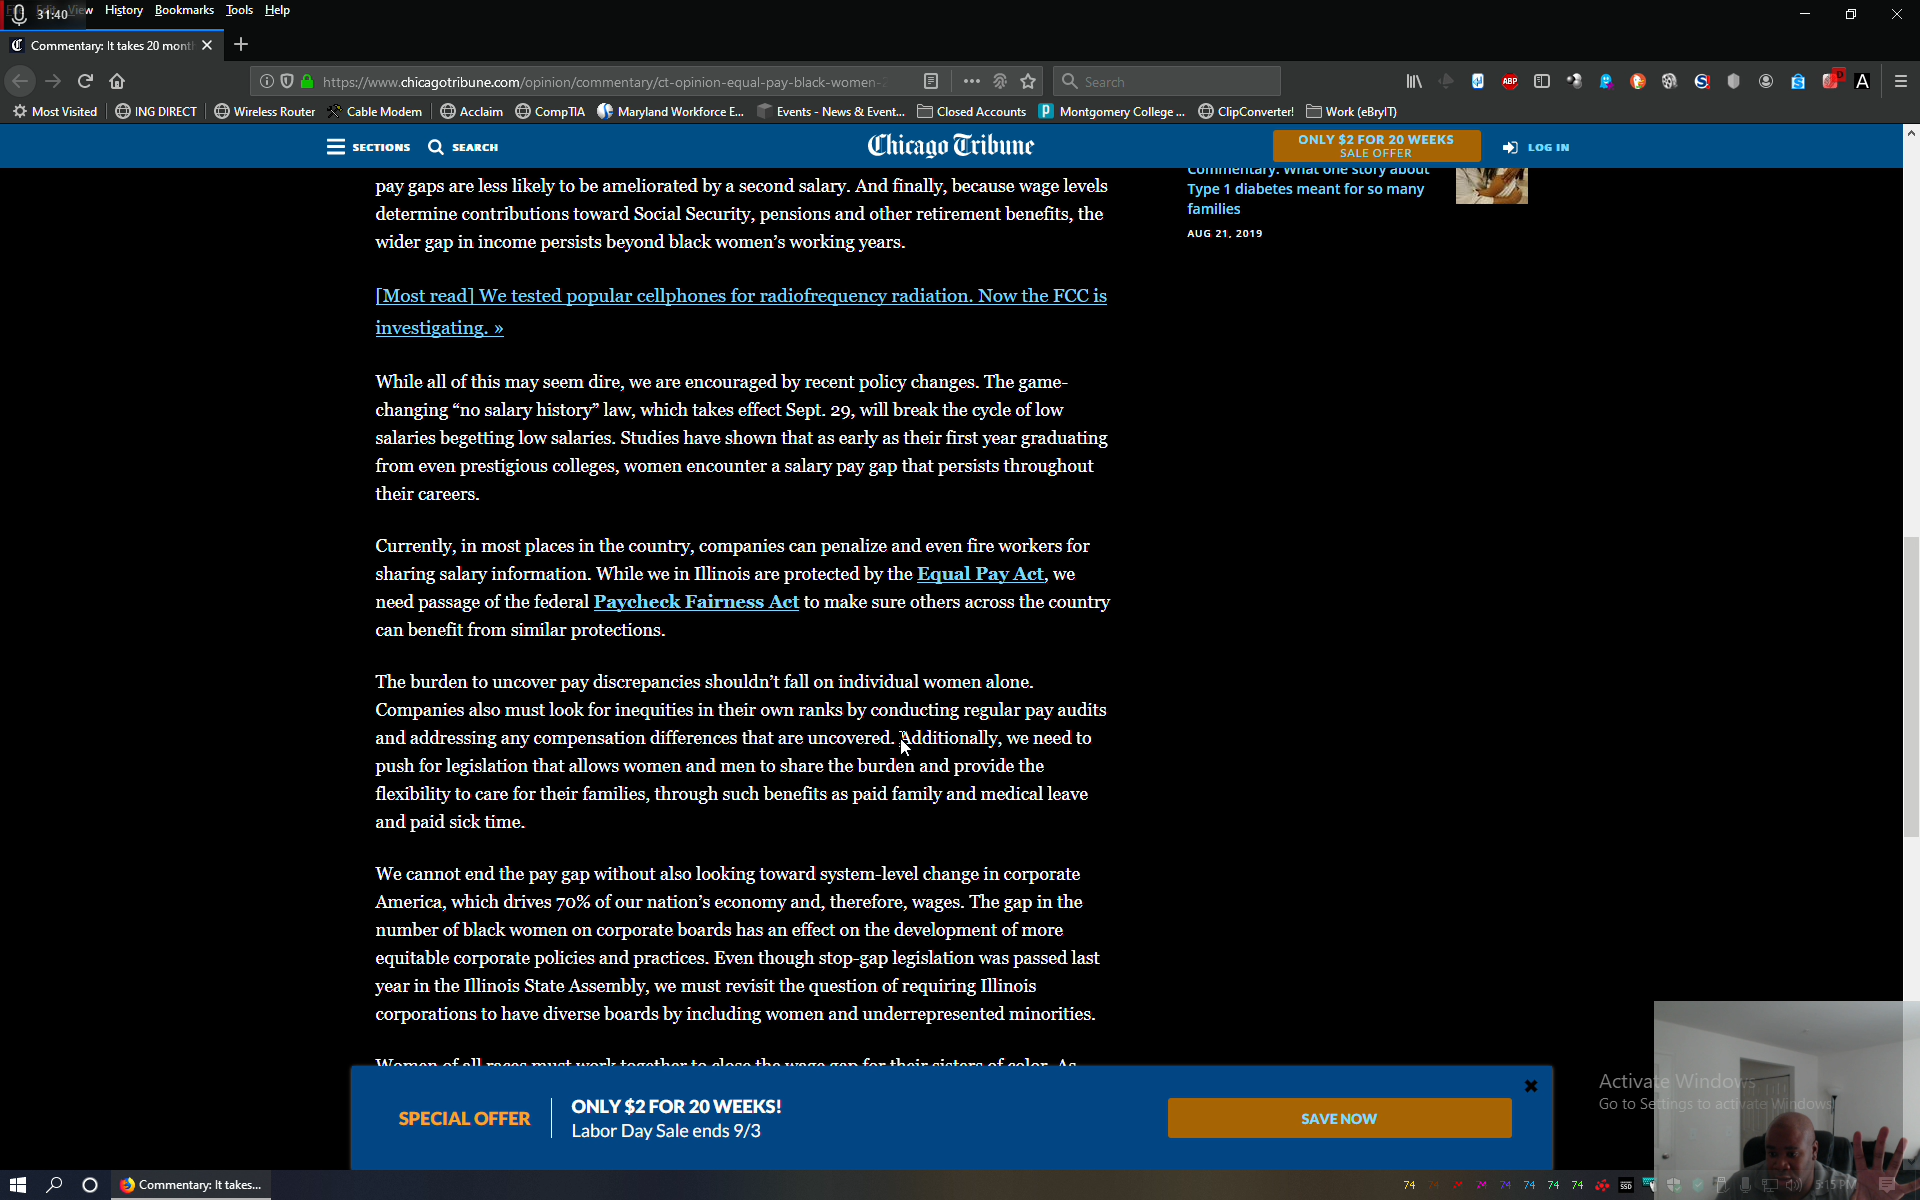 31:40
View History Bookmarks Tools Help
Commentary: It takes 20 mont
https://www.chicagotribune.com/opinion/commentary/ct-opinion-equal-pay-black-women-
Search
ABP
Most Visited ING DIRECT Wireless Router Cable Modem Acclaim CompTIA Maryland Workforce E... Events - News & Event... Closed Accounts Montgomery College ... ClipConverter! Work (eBryIT)
SECTIONS SEARCH Chicago Tribune ONLY $2 FOR 20 WEEKS
SALE OFFER
LOG IN
pay gaps are less likely to be ameliorated by a second salary. And finally, because wage levels
determine contributions toward Social Security, pensions and other retirement benefits, the
wider gap in income persists beyond black women's working years.
[Most read] We tested popular cellphones for radiofrequency radiation. Now the FCC is
investigating. »
While all of this may seem dire, we are encouraged by recent policy changes. The game-
changing “no salary history” law, which takes effect Sept. 29, will break the cycle of low
salaries begetting low salaries. Studies have shown that as early as their first year graduating
from even prestigious colleges, women encounter a salary pay gap that persists throughout
their careers.
Currently, in most places in the country, companies can penalize and even fire workers for
sharing salary information. While we in Illinois are protected by the Equal Pay Act, we
need passage of the federal Paycheck Fairness Act to make sure others across the country
can benefit from similar protections.
The burden to uncover pay discrepancies shouldn't fall on individual women alone.
Companies also must look for inequities in their own ranks by conducting regular pay audits
and addressing any compensation differences that are uncovered. Additionally, we need to
push for legislation that allows women and men to share the burden and provide the
flexibility to care for their families, through such benefits as paid family and medical leave
and paid sick time.
We cannot end the pay gap without also looking toward system-level change in corporate
America, which drives 70% of our nation's economy and, therefore, wages. The gap in the
number of black women on corporate boards has an effect on the development of more
equitable corporate policies and practices. Even though stop-gap legislation was passed last
year in the Illinois State Assembly, we must revisit the question of requiring Illinois
corporations to have diverse boards by including women and underrepresented minorities.
Women of all races must work together to close the wage gap for their sisters of color. As
Commentary: What one story about
Type 1 diabetes meant for so many
families
AUG 21, 2019
SPECIAL OFFER
ONLY $2 FOR 20 WEEKS!
Labor Day Sale ends 9/3
SAVE NOW
Activate Windows
Go to Settings to activate Windows.
Commentary: It takes...
74 74 74 74 74 74 74 74
SSD
5:15 PM